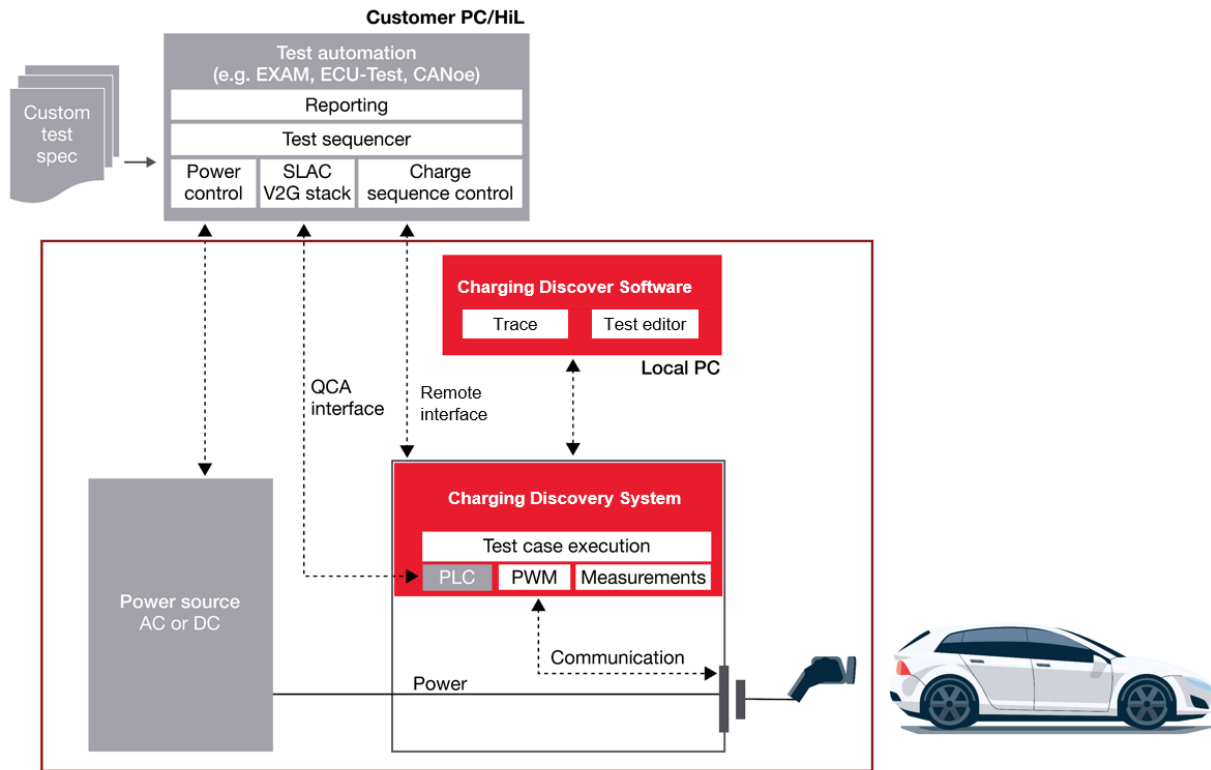 Customer PC/HiL
Test automation
(e.g. EXAM, ECU-Test, CANoe)
Reporting
Test sequencer
Power
control
SLAC
V2G stack
Charge
sequence control
Custom
test
spec
Charging Discover Software
Trace
Test editor
Local PC
QCA
interface
Remote
interface
Charging Discovery System
Test case execution
PLC
PWM
Measurements
Power source
AC or DC
Communication
Power